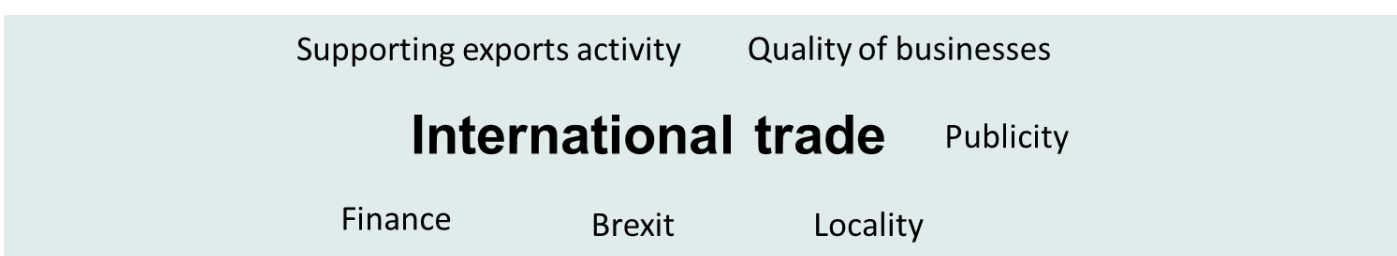 Supporting exports activity Quality of businesses
International trade Publicity
Finance Brexit Locality